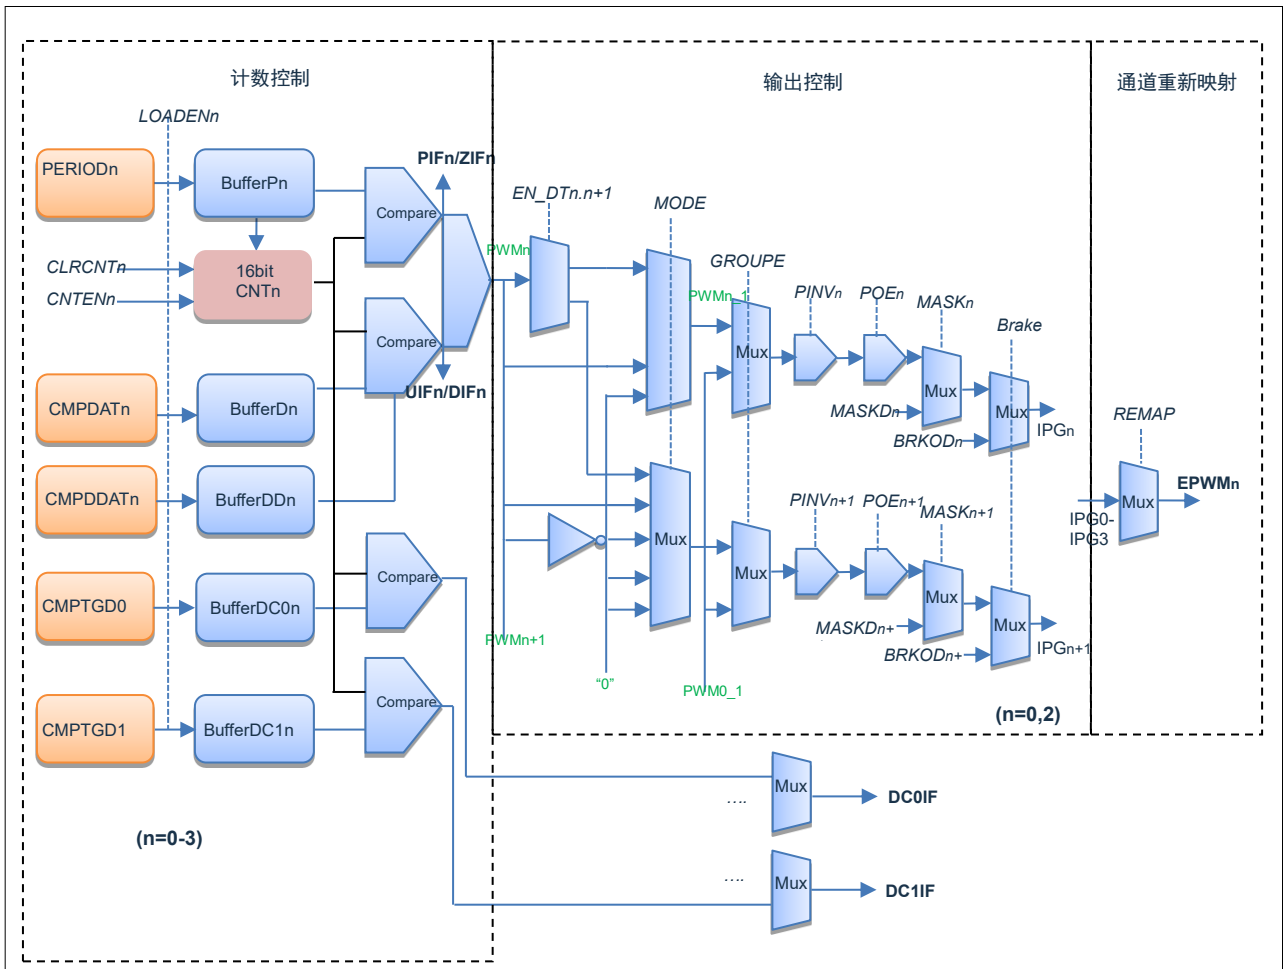 计数控制
输出控制
通道重新映射
LOADENn
PERIODn
BufferPn
PIFn/ZIFn
Compare
EN_DTn.n+1
MODE
GROUPE
PWMn
CLRCNTn
CNTENn
16bit
CNTn
PWMn_1
PINVn
POEn
MASKn
Brake
Compare
Mux
UIFn/DIFn
CMPDATn
BufferDn
Mux
MASKDn
Mux
BRKODn
IPGn
REMAP
CMPDDATn
BufferDDn
EPWMn
Mux
PINVn+1
POEn+1
MASKn+1
IPG0-
IPG3
Mux
Mux
Compare
CMPTGD0
BufferDC0n
Mux
MASKDn+
Mux
BRKODn+
IPGn+1
PWMn+1
“0”
PWM0_1
Compare
CMPTGD1
BufferDC1n
(n=0,2)
Mux
....
DC0IF
(n=0-3)
Mux
....
DC1IF